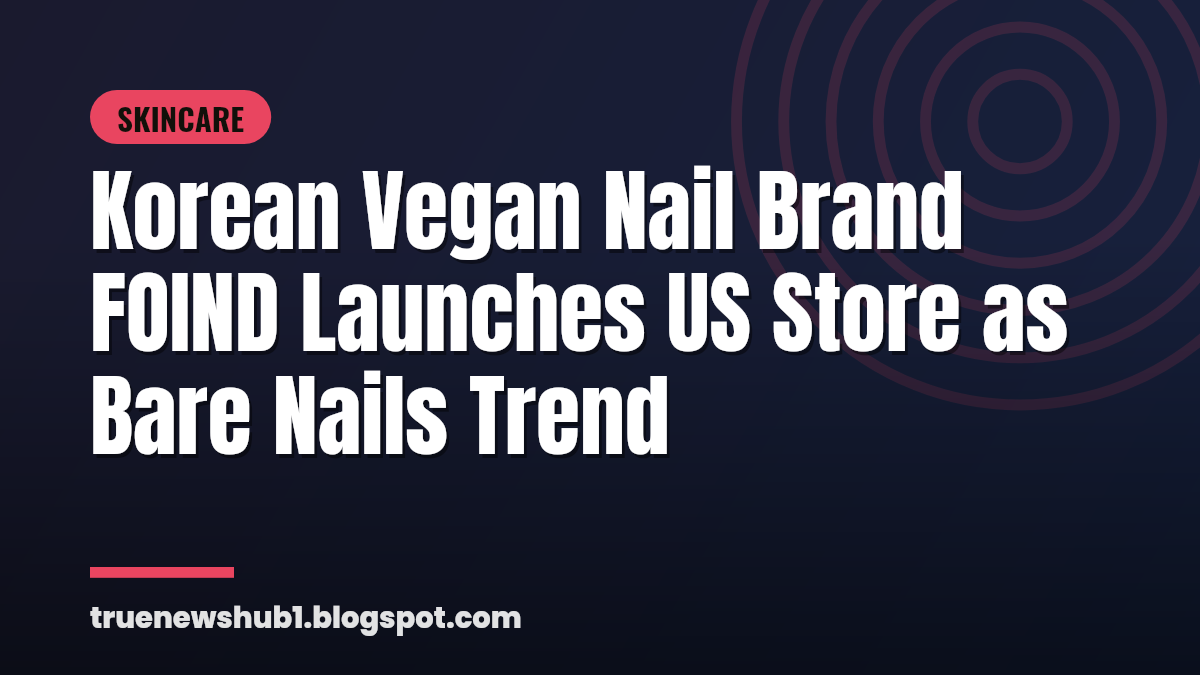 SKINCARE
Korean Vegan Nail Brand
FOIND Launches US Store as
Bare Nails Trend
truenewshub1.blogspot.com